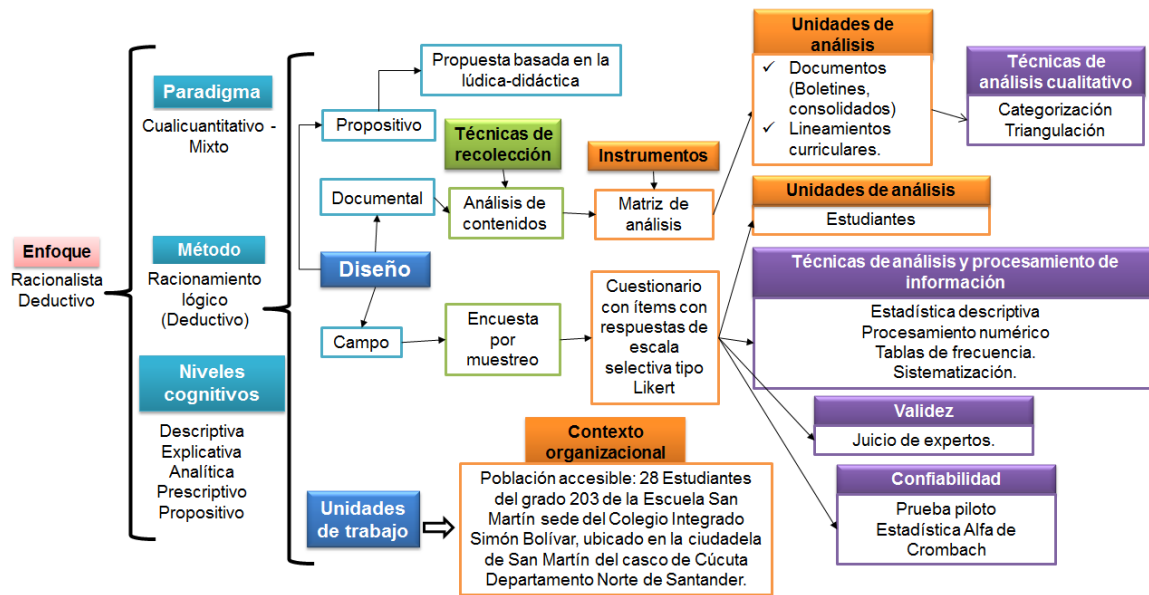 Enfoque
Racionalista
Deductivo
Paradigma
Cualicuantitativo -
Mixto
Método
Racionamiento
lógico
(Deductivo)
Niveles
cognitivos
Descriptiva
Explicativa
Analítica
Prescriptivo
Propositivo
Propuesta basada en la
lúdica-didáctica
Propositivo
Documental
Diseño
Campo
Técnicas de
recolección
Análisis de
contenidos
Encuesta
por
muestreo
Instrumentos
Matriz de
análisis
Cuestionario
con ítems con
respuestas de
escala
selectiva tipo
Likert
Unidades de
análisis
✓ Documentos
(Boletines,
consolidados)
✓ Lineamientos
curriculares.
Técnicas de
análisis cualitativo
Categorización
Triangulación
Unidades de análisis
Estudiantes
Técnicas de análisis y procesamiento de
información
Estadística descriptiva
Procesamiento numérico
Tablas de frecuencia.
Sistematización.
Validez
Juicio de expertos.
Confiabilidad
Prueba piloto
Estadística Alfa de
Crombach
Unidades
de trabajo
Contexto
organizacional
Población accesible: 28 Estudiantes
del grado 203 de la Escuela San
Martín sede del Colegio Integrado
Simón Bolívar, ubicado en la ciudadela
de San Martín del casco de Cúcuta
Departamento Norte de Santander.